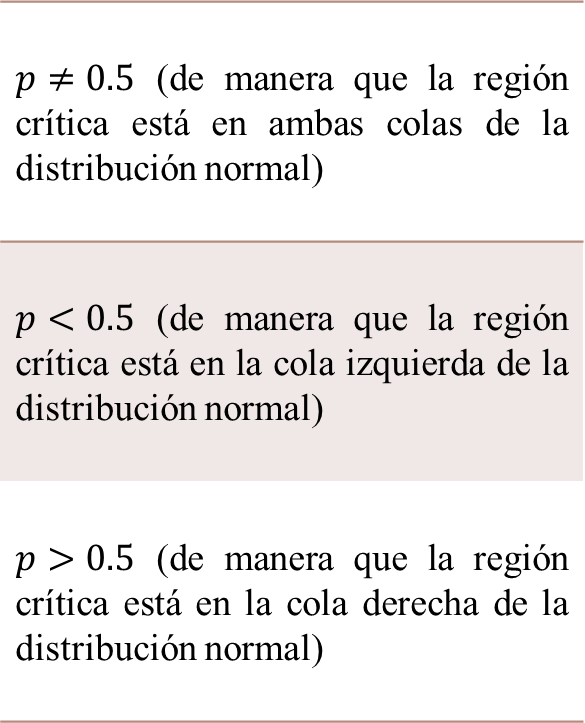 p ≠ 0.5 (de manera que la región
crítica está en ambas colas de la
distribución normal)
p < 0.5 (de manera que la región
crítica está en la cola izquierda de la
distribución normal)
p > 0.5 (de manera que la región
crítica está en la cola derecha de la
distribución normal)